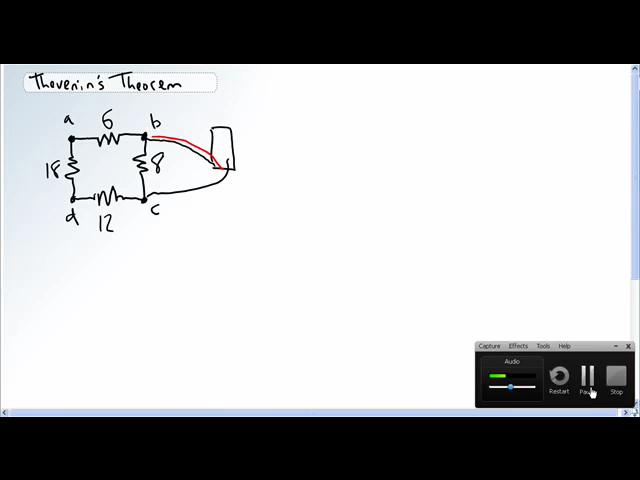 Thevenin's Theorem
a 6 b
18 8
d 12 c
Capture Effects Tools Help
Audio
Restart Pause Stop